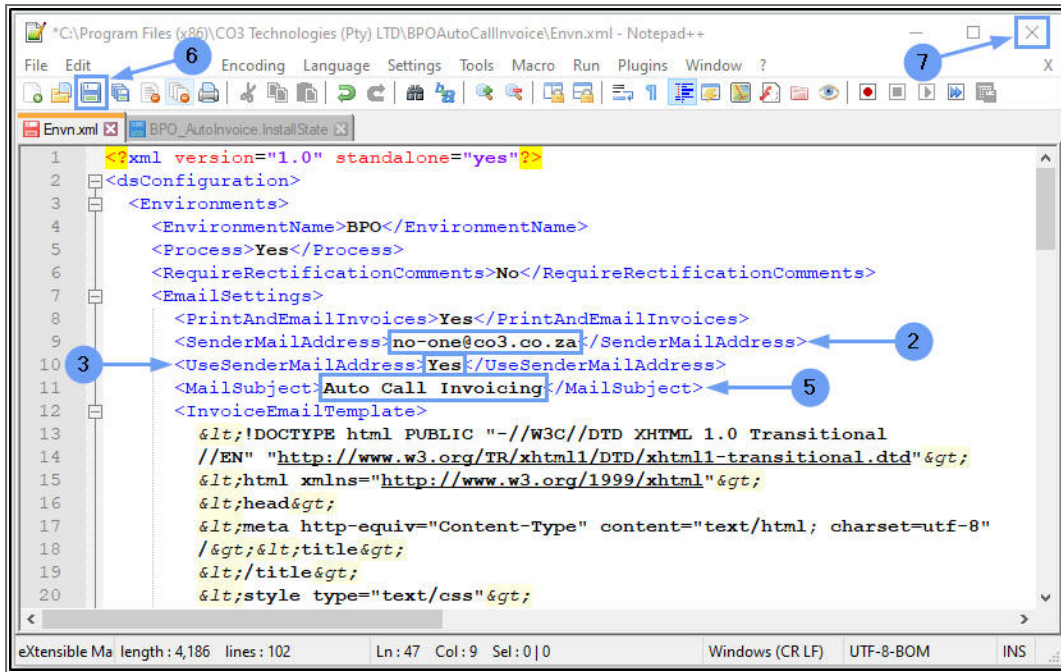 *C:\Program Files (x86)\CO3 Technologies (Pty) LTD\BPOAutoCallInvoice\Envn.xml - Notepad++
6
7
File Edit Encoding Language Settings Tools Macro Run Plugins Window ? X
Envn.xml BPO_AutoInvoice.InstallState
1 <?xml version="1.0" standalone="yes"?>
2 <dsConfiguration>
3 <Environments>
4 <EnvironmentName>BPO</EnvironmentName>
5 <Process>Yes</Process>
6 <RequireRectificationComments>No</RequireRectificationComments>
7 <EmailSettings>
8 <PrintAndEmailInvoices>Yes</PrintAndEmailInvoices>
9 <SenderMailAddress>no-one@co3.co.za</SenderMailAddress> 2
10 3 <UseSenderMailAddress>Yes</UseSenderMailAddress>
11 <MailSubject>Auto Call Invoicing</MailSubject> 5
12 <InvoiceEmailTemplate>
13 &lt;!DOCTYPE html PUBLIC "-//W3C//DTD XHTML 1.0 Transitional
14 //EN" "http://www.w3.org/TR/xhtml1/DTD/xhtml1-transitional.dtd"&gt;
15 &lt;html xmlns="http://www.w3.org/1999/xhtml"&gt;
16 &lt;head&gt;
17 &lt;meta http-equiv="Content-Type" content="text/html; charset=utf-8"
18 /&gt;&lt;title&gt;
19 &lt;/title&gt;
20 &lt;style type="text/css"&gt;
eXtensible Ma length : 4,186 lines : 102 Ln : 47 Col : 9 Sel : 0 | 0 Windows (CR LF) UTF-8-BOM INS